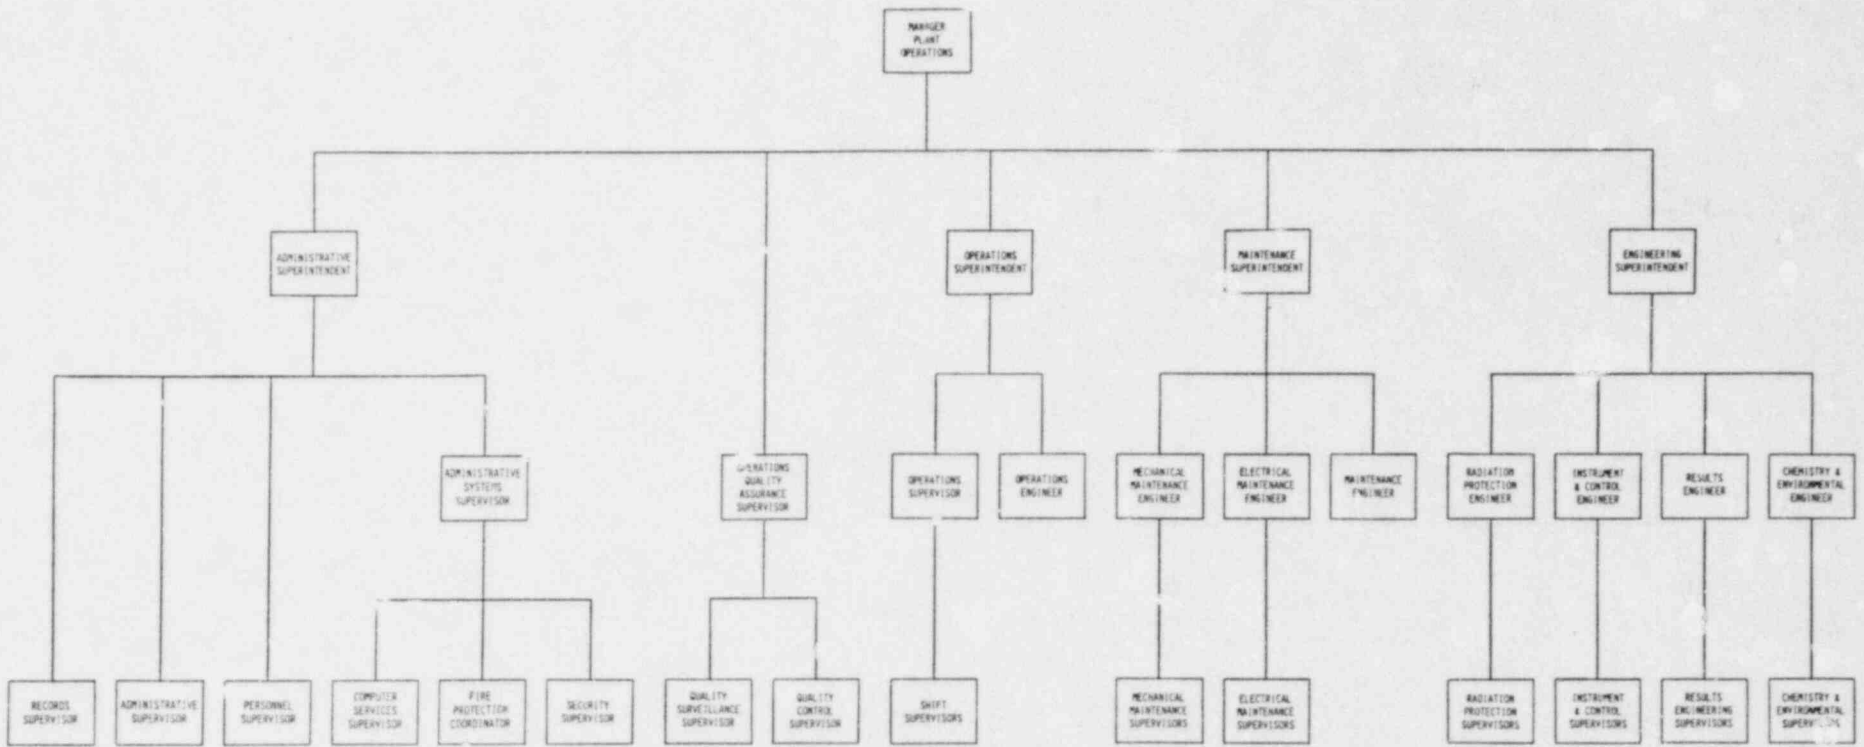 MANAGER
PLANT
OPERATIONS
ADMINISTRATIVE
SUPERINTENDENT
OPERATIONS
SUPERINTENDENT
MAINTENANCE
SUPERINTENDENT
ENGINEERING
SUPERINTENDENT
ADMINISTRATIVE
SYSTEMS
SUPERVISOR
OPERATIONS
QUALITY
ASSURANCE
SUPERVISOR
OPERATIONS
SUPERVISOR
OPERATIONS
ENGINEER
MECHANICAL
MAINTENANCE
ENGINEER
ELECTRICAL
MAINTENANCE
ENGINEER
MAINTENANCE
ENGINEER
RADIATION
PROTECTION
ENGINEER
INSTRUMENT
& CONTROL
ENGINEER
RESULTS
ENGINEER
CHEMISTRY &
ENVIRONMENTAL
ENGINEER
RECORDS
SUPERVISOR
ADMINISTRATIVE
SUPERVISOR
PERSONNEL
SUPERVISOR
COMPUTER
SERVICES
SUPERVISOR
FIRE
PROTECTION
COORDINATOR
SECURITY
SUPERVISOR
QUALITY
SURVEILLANCE
SUPERVISOR
QUALITY
CONTROL
SUPERVISOR
SHIFT
SUPERVISORS
MECHANICAL
MAINTENANCE
SUPERVISORS
ELECTRICAL
MAINTENANCE
SUPERVISORS
RADIATION
PROTECTION
SUPERVISORS
INSTRUMENT
& CONTROL
SUPERVISORS
RESULTS
ENGINEERING
SUPERVISORS
CHEMISTRY &
ENVIRONMENTAL
SUPERVISORS